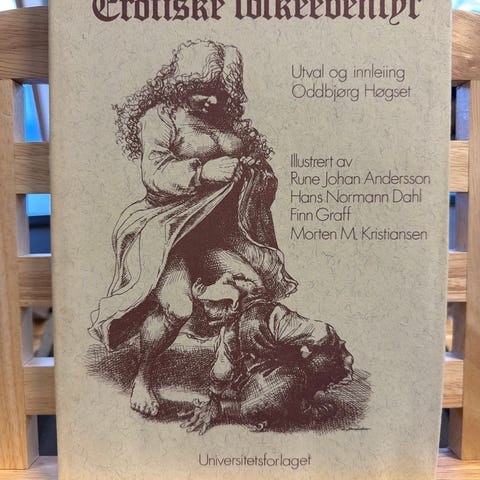 Erotiske folkeeventyr
Utval og innleiing
Oddbjørg Høgset
Illustrert av
Rune Johan Andersson
Hans Normann Dahl
Finn Graff
Morten M. Kristiansen
Universitetsforlaget